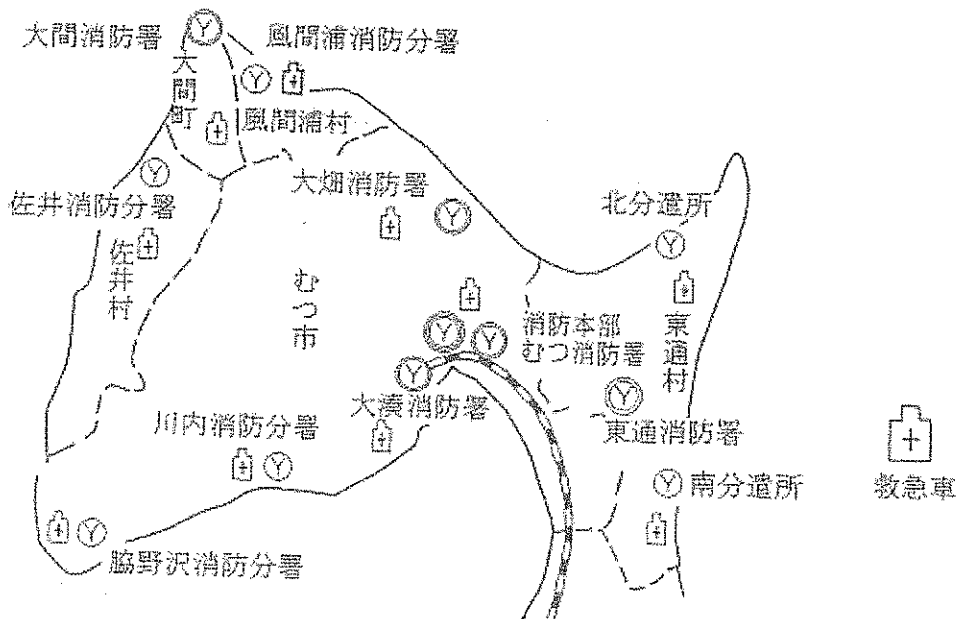 大間消防署
風間浦消防分署
大間町
風間浦村
佐井消防分署
大畑消防署
北分遣所
佐井村
むつ市
消防本部
むつ消防署
東通村
大湊消防署
川内消防分署
東通消防署
南分遣所
救急車
脇野沢消防分署